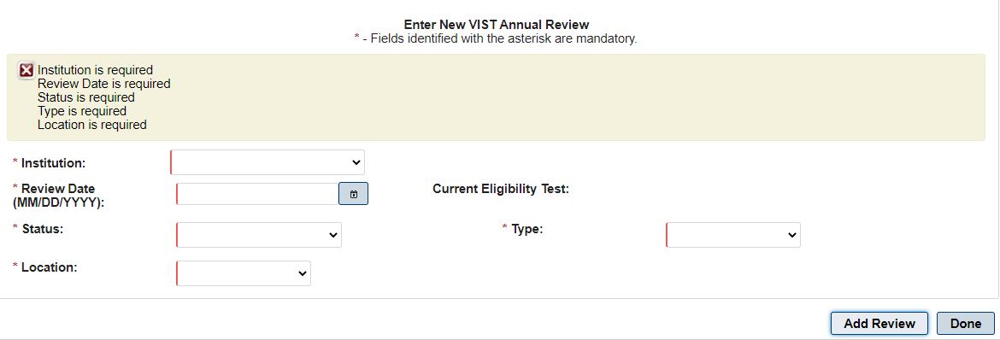 Enter New VIST Annual Review
* - Fields identified with the asterisk are mandatory.
Institution is required
Review Date is required
Status is required
Type is required
Location is required
* Institution:
* Review Date
(MM/DD/YYYY):
Current Eligibility Test:
* Status:
* Type:
* Location:
Add Review
Done